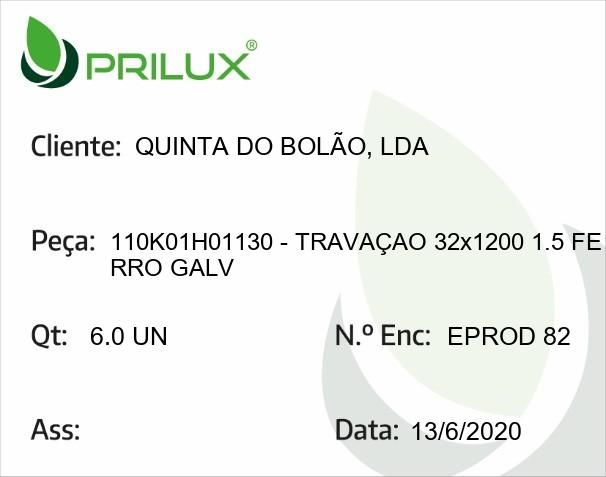 PRILUX®
Cliente: QUINTA DO BOLÃO, LDA
Peça: 110K01H01130 - TRAVAÇAO 32x1200 1.5 FE
RRO GALV
Qt: 6.0 UN N.º Enc: EPROD 82
Ass: Data: 13/6/2020